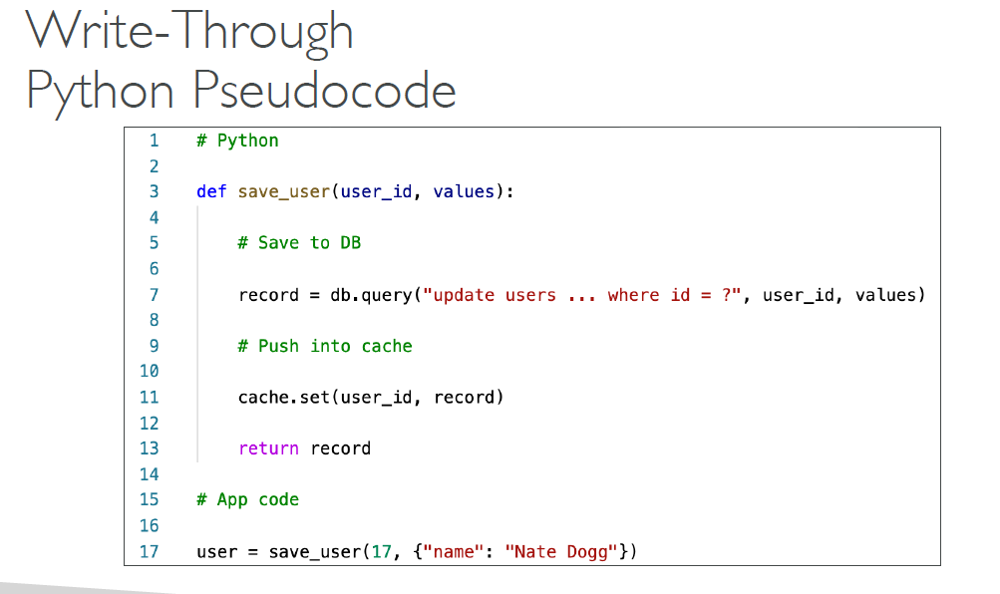 Write-Through
Python Pseudocode
1 # Python
2
3 def save_user(user_id, values):
4
5 # Save to DB
6
7 record = db.query("update users ... where id = ?", user_id, values)
8
9 # Push into cache
10
11 cache.set(user_id, record)
12
13 return record
14
15 # App code
16
17 user = save_user(17, {"name": "Nate Dogg"})